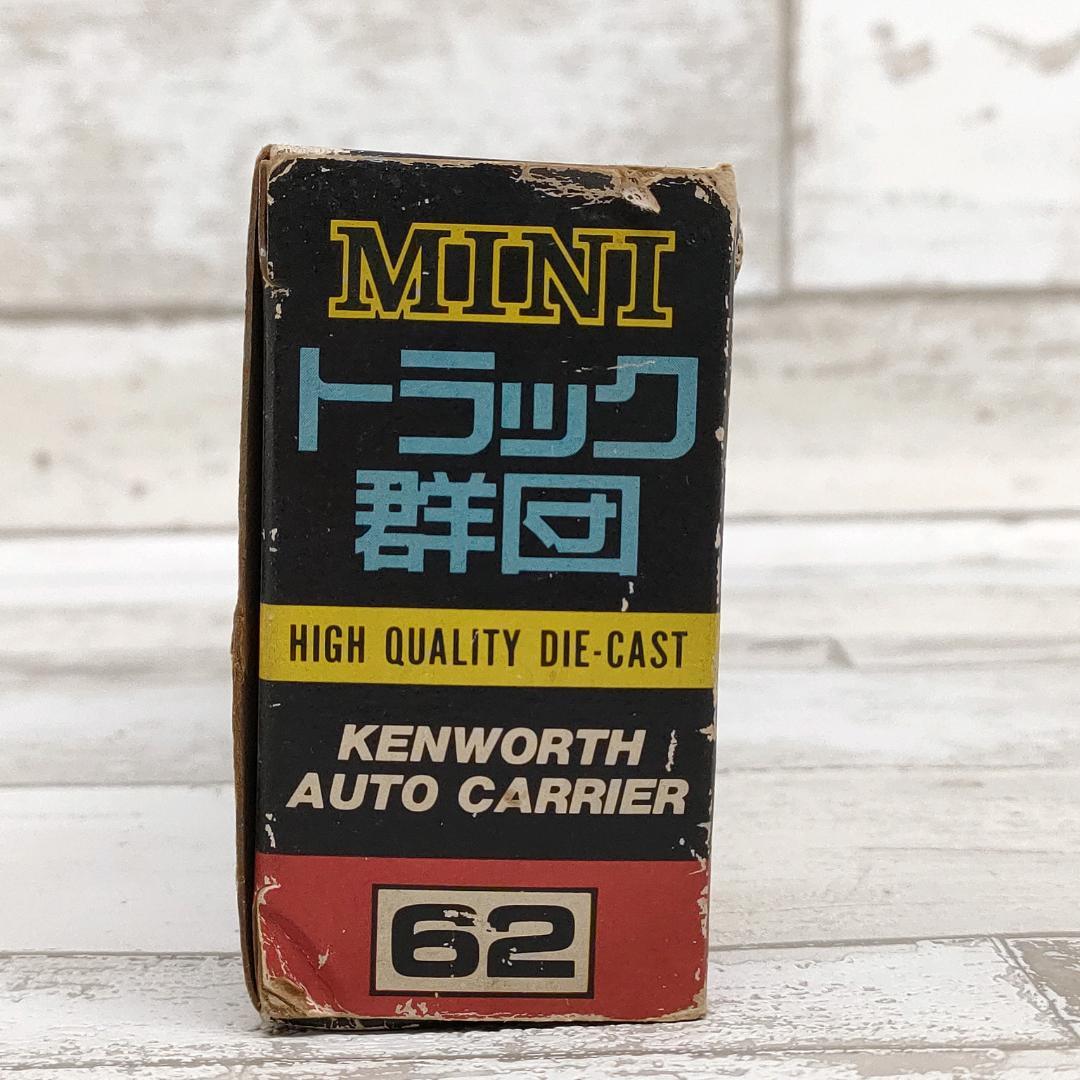 MINI
トラック
群団
HIGH QUALITY DIE-CAST
KENWORTH
AUTO CARRIER
62